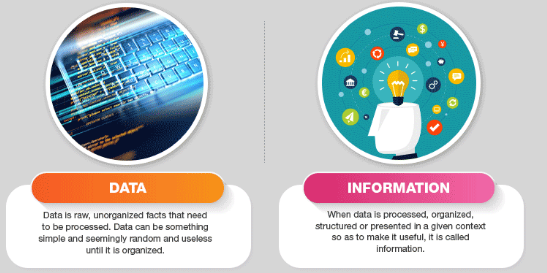 DATA
Data is raw, unorganized facts that need
to be processed. Data can be something
simple and seemingly random and useless
until it is organized.
INFORMATION
When data is processed, organized,
structured or presented in a given context
so as to make it useful, it is called
information.